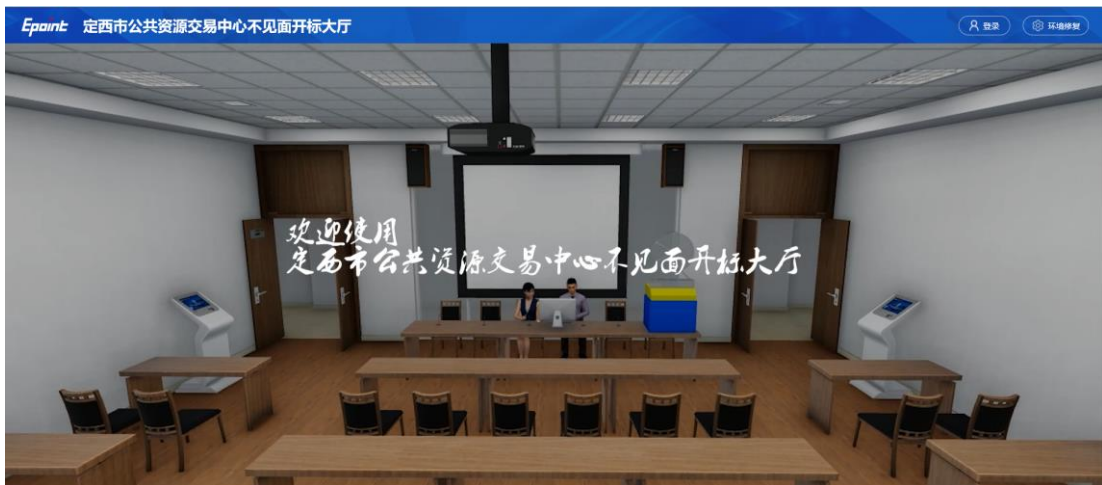 Epoint 定西市公共资源交易中心不见面开标大厅
登录
环境修复
欢迎使用
定西市公共资源交易中心不见面开标大厅